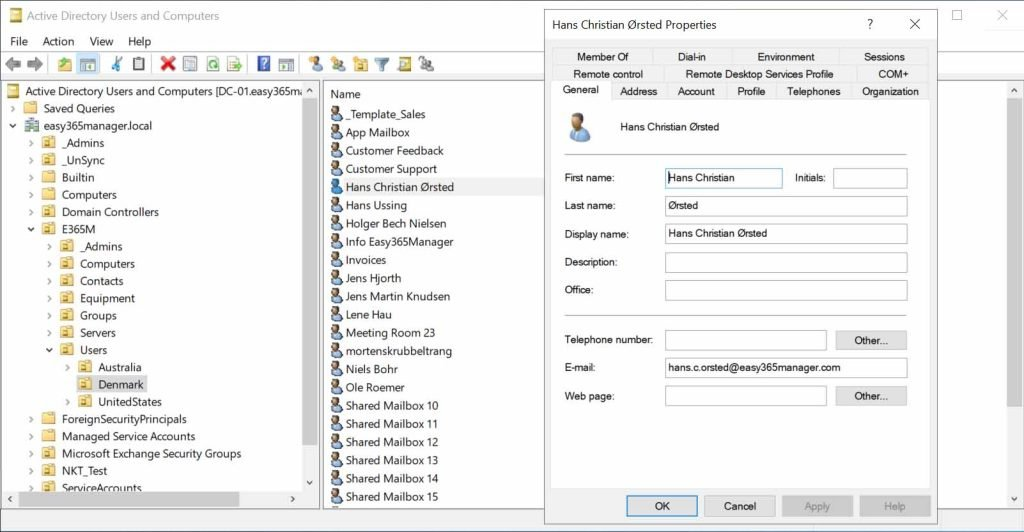 Active Directory Users and Computers
File Action View Help
Active Directory Users and Computers [DC-01.easy365ma
Saved Queries
easy365manager.local
_Admins
_UnSync
Builtin
Computers
Domain Controllers
E365M
_Admins
Computers
Contacts
Equipment
Groups
Servers
Users
Australia
Denmark
UnitedStates
ForeignSecurityPrincipals
Managed Service Accounts
Microsoft Exchange Security Groups
NKT_Test
ServiceAccounts
Name
_Template_Sales
App Mailbox
Customer Feedback
Customer Support
Hans Christian Ørsted
Hans Ussing
Holger Bech Nielsen
Info Easy365Manager
Invoices
Jens Hjorth
Jens Martin Knudsen
Lene Hau
Meeting Room 23
mortenskrubbeltrang
Niels Bohr
Ole Roemer
Shared Mailbox 10
Shared Mailbox 11
Shared Mailbox 12
Shared Mailbox 13
Shared Mailbox 14
Shared Mailbox 15
Hans Christian Ørsted Properties ?
Member Of Dial-in Environment Sessions
Remote control Remote Desktop Services Profile COM+
General Address Account Profile Telephones Organization
Hans Christian Ørsted
First name: Hans Christian Initials:
Last name: Ørsted
Display name: Hans Christian Ørsted
Description:
Office:
Telephone number: Other...
E-mail: hans.c.orsted@easy365manager.com
Web page: Other...
OK Cancel Apply Help